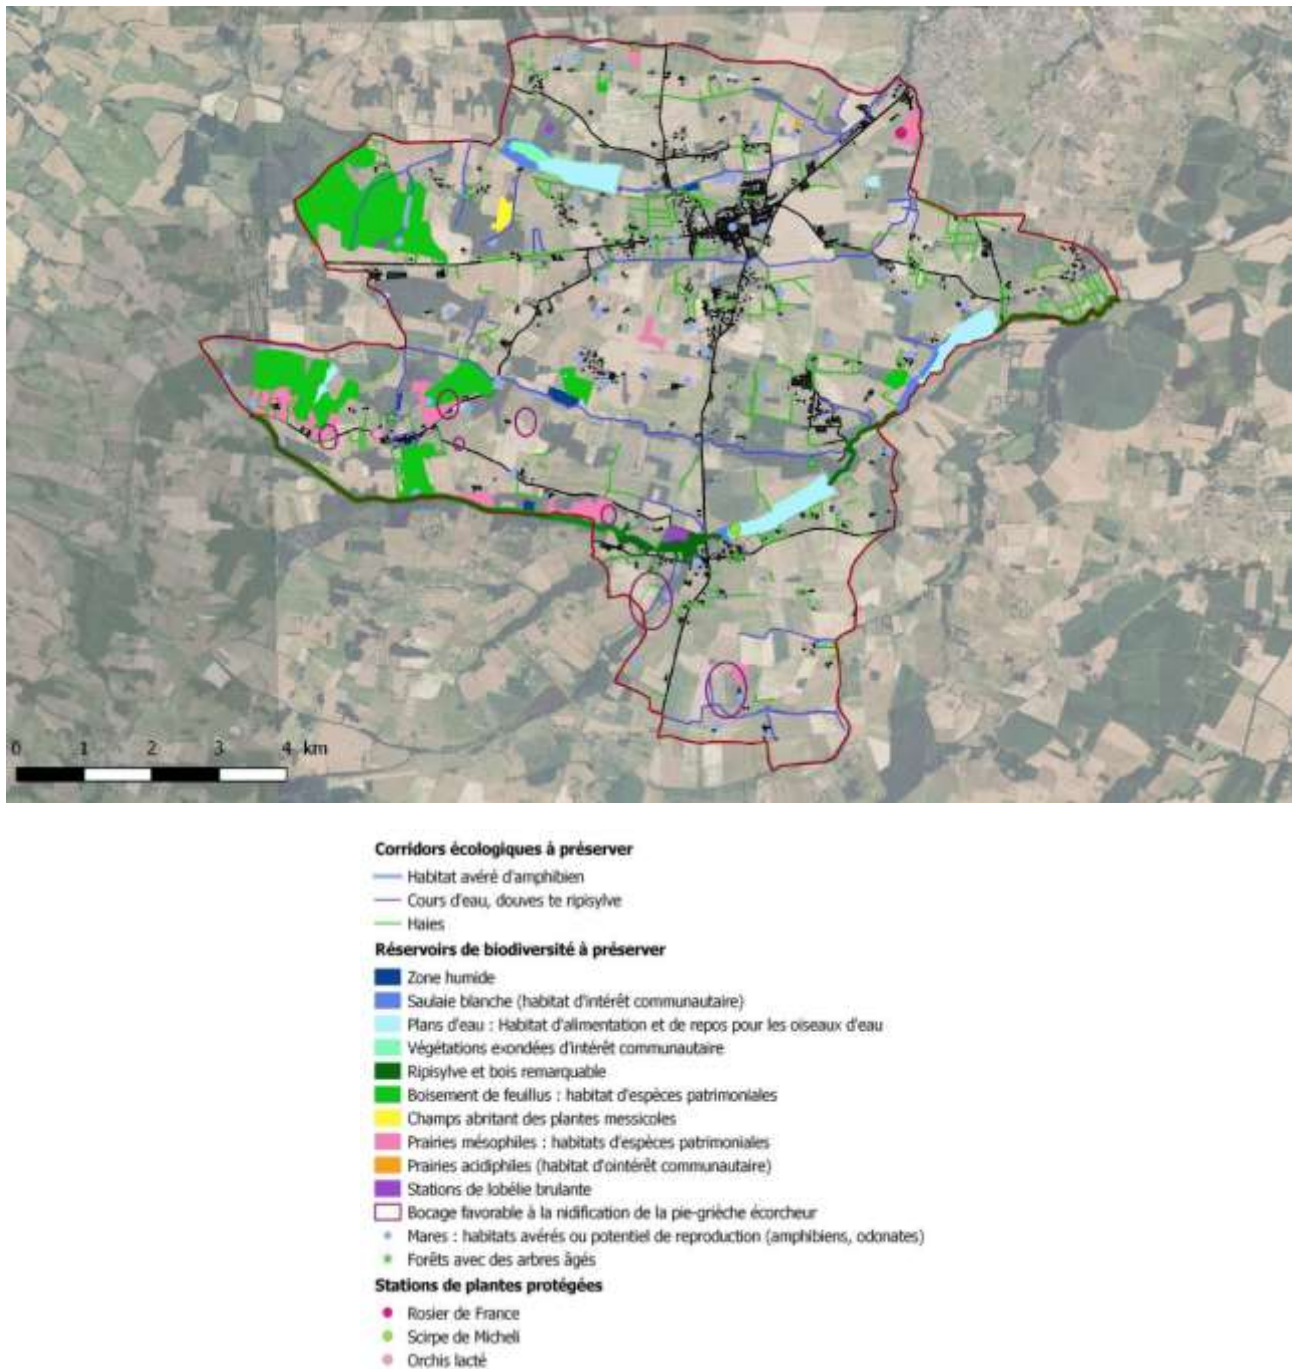 0 1 2 3 4 km
Corridors écologiques à préserver
Habitat avéré d'amphibien
Cours d'eau, douves te ripisylve
Haies
Réservoirs de biodiversité à préserver
Zone humide
Saulaie blanche (habitat d'intérêt communautaire)
Plans d'eau : Habitat d'alimentation et de repos pour les oiseaux d'eau
Végétations exondées d'intérêt communautaire
Ripisylve et bois remarquable
Boisement de feuillus : habitat d'espèces patrimoniales
Champs abritant des plantes messicoles
Prairies mésophiles : habitats d'espèces patrimoniales
Prairies acidiphiles (habitat d'ointérêt communautaire)
Stations de lobélie brulante
Bocage favorable à la nidification de la pie-grièche écorcheur
Mares : habitats avérés ou potentiel de reproduction (amphibiens, odonates)
Forêts avec des arbres âgés
Stations de plantes protégées
Rosier de France
Scirpe de Micheli
Orchis lacté